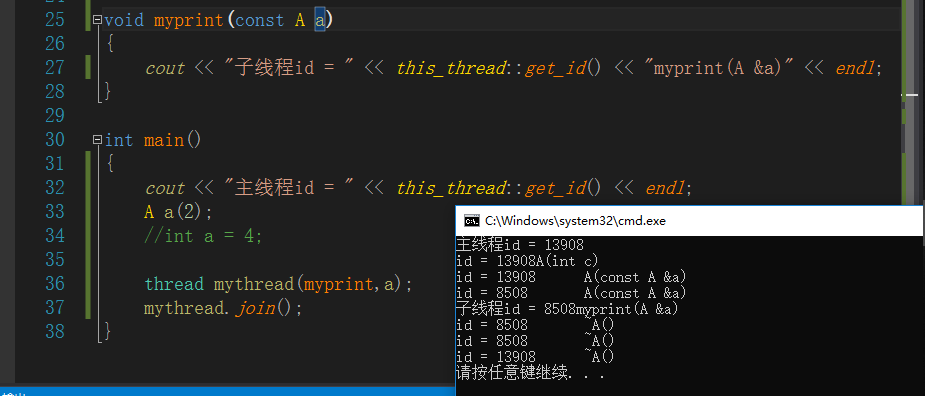 25 void myprint(const A a)
26 {
27 cout << "子线程id = " << this_thread::get_id() << "myprint(A &a)" << endl;
28 }
29
30 int main()
31 {
32 cout << "主线程id = " << this_thread::get_id() << endl;
33 A a(2);
34 //int a = 4;
35
36 thread mythread(myprint,a);
37 mythread.join();
38 }
C:\Windows\system32\cmd.exe
主线程id = 13908
id = 13908A(int c)
id = 13908 A(const A &a)
id = 8508 A(const A &a)
子线程id = 8508myprint(A &a)
id = 8508 ~A()
id = 8508 ~A()
id = 13908 ~A()
请按任意键继续. . .